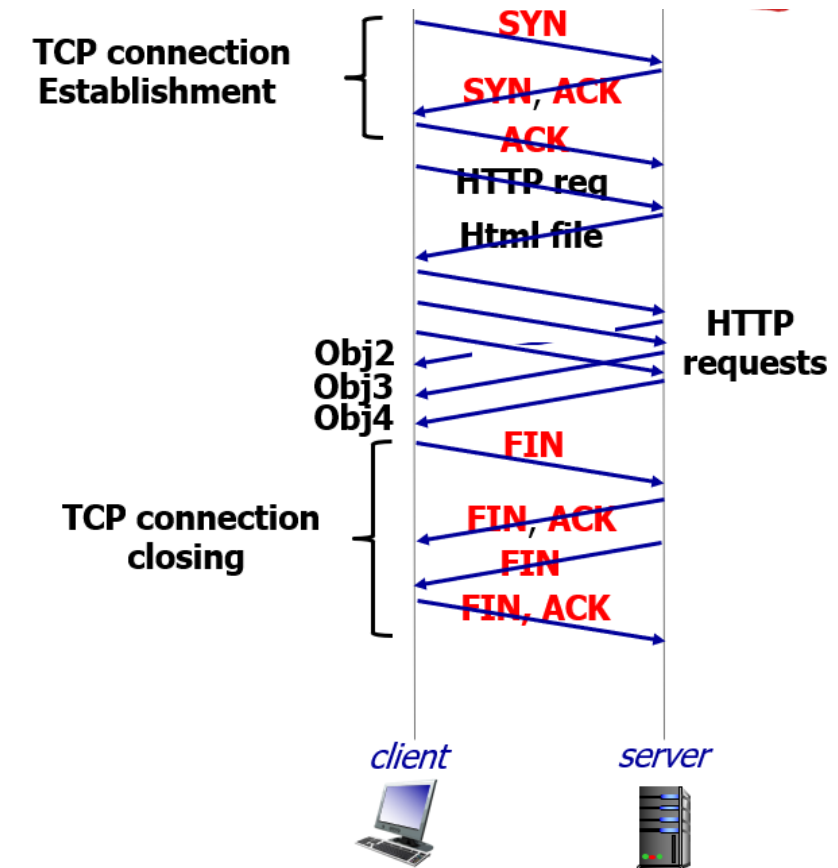 SYN
TCP connection
Establishment
SYN, ACK
ACK
HTTP req
Html file
HTTP
requests
Obj2
Obj3
Obj4
FIN
TCP connection
closing
FIN, ACK
FIN
FIN, ACK
client
server